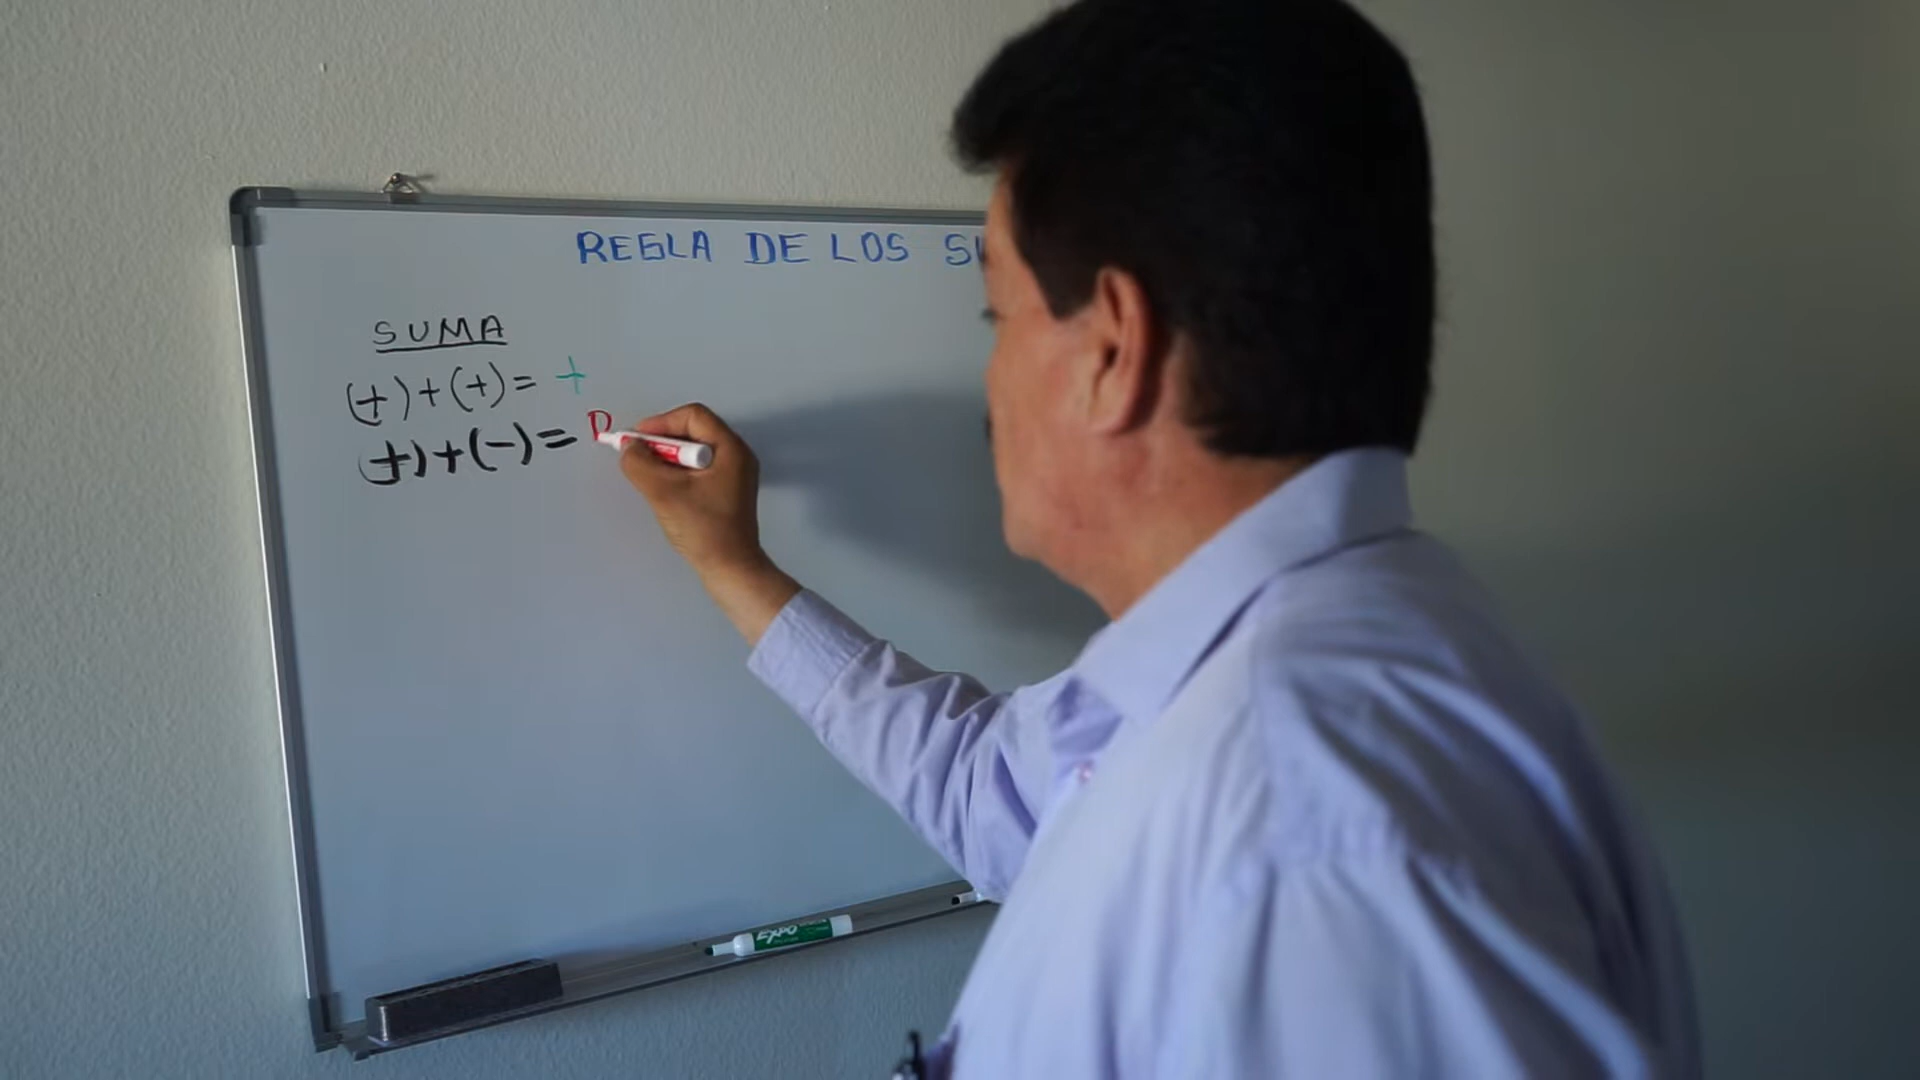 REGLA DE LOS
SUMA
(+)+(+)= +
(+)+(-)=
EXPO